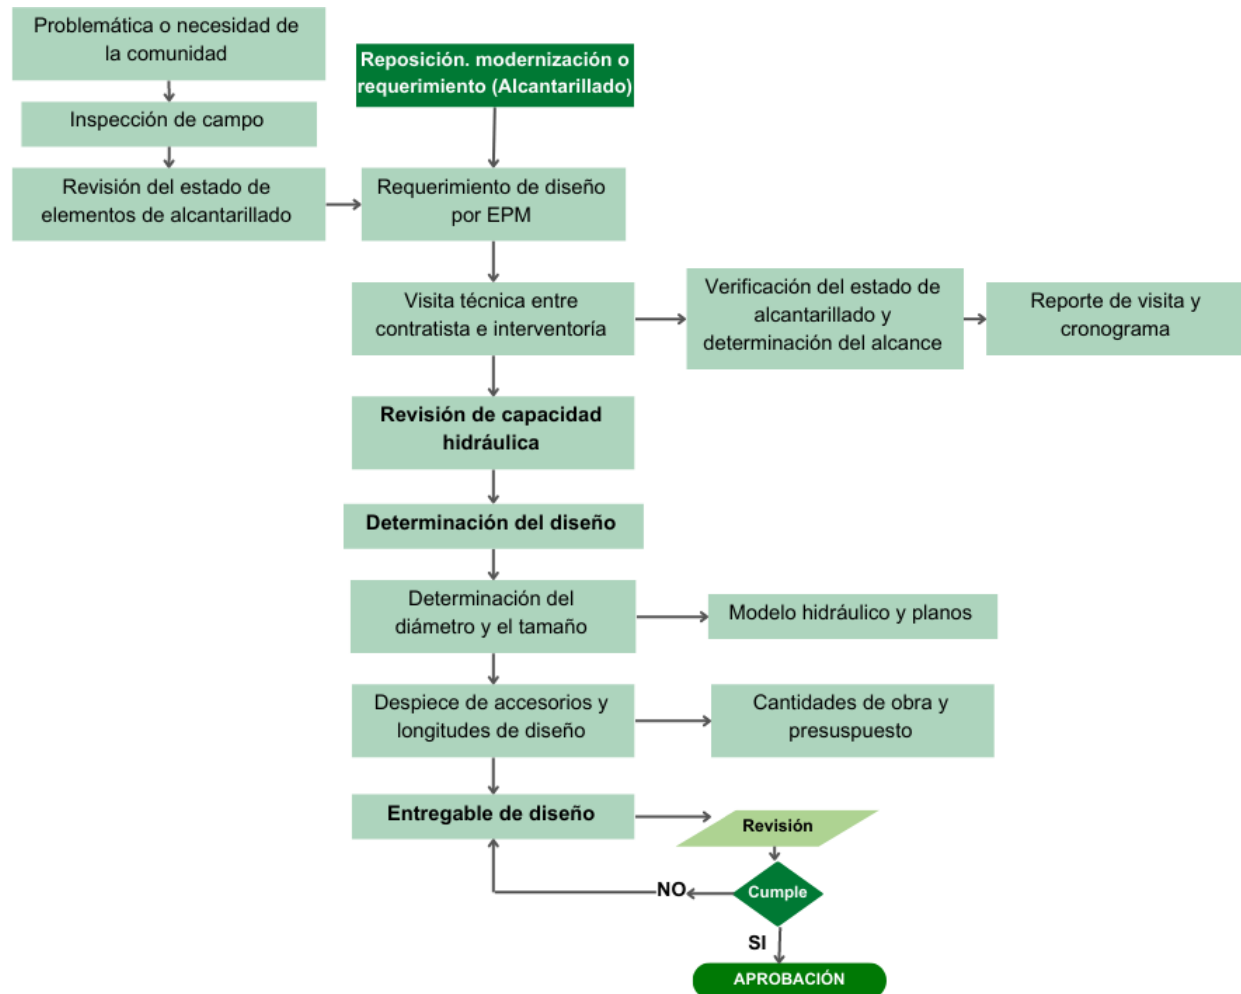 Problemática o necesidad de
la comunidad
Reposición. modernización o
requerimiento (Alcantarillado)
Inspección de campo
Revisión del estado de
elementos de alcantarillado
Requerimiento de diseño
por EPM
Visita técnica entre
contratista e interventoría
Verificación del estado de
alcantarillado y
determinación del alcance
Reporte de visita y
cronograma
Revisión de capacidad
hidráulica
Determinación del diseño
Determinación del
diámetro y el tamaño
Modelo hidráulico y planos
Despiece de accesorios y
longitudes de diseño
Cantidades de obra y
presuspuesto
Entregable de diseño
Revisión
Cumple
NO
SI
APROBACIÓN